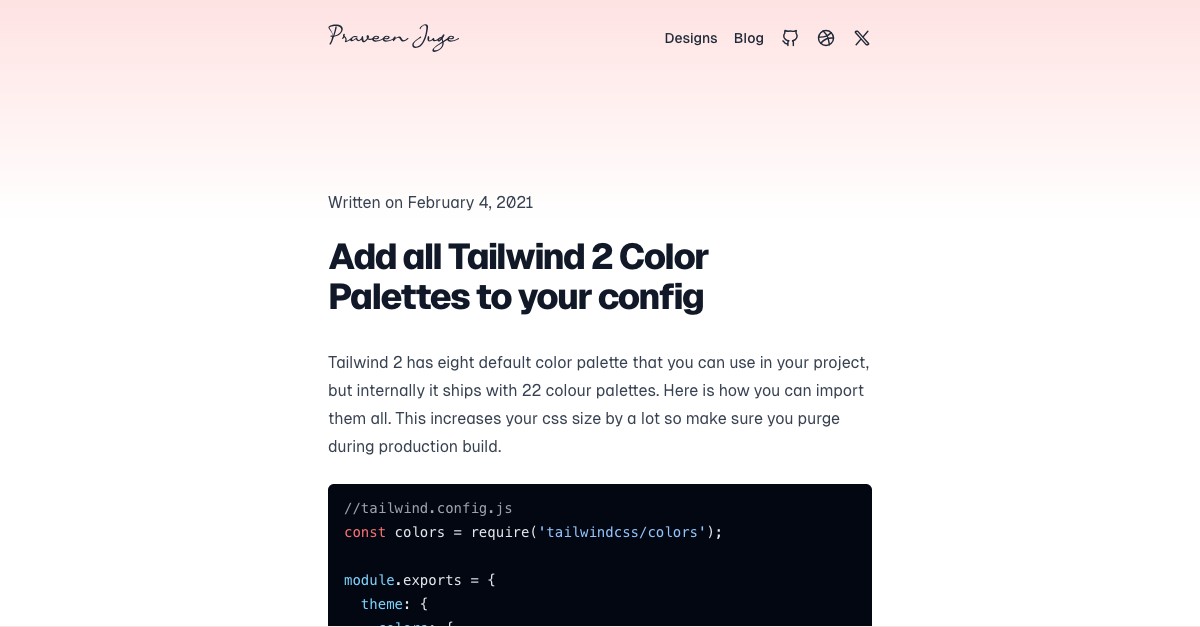 Praveen Juge
Designs Blog
Written on February 4, 2021
Add all Tailwind 2 Color
Palettes to your config
Tailwind 2 has eight default color palette that you can use in your project,
but internally it ships with 22 colour palettes. Here is how you can import
them all. This increases your css size by a lot so make sure you purge
during production build.
//tailwind.config.js
const colors = require('tailwindcss/colors');
module.exports = {
theme: {
colors: {